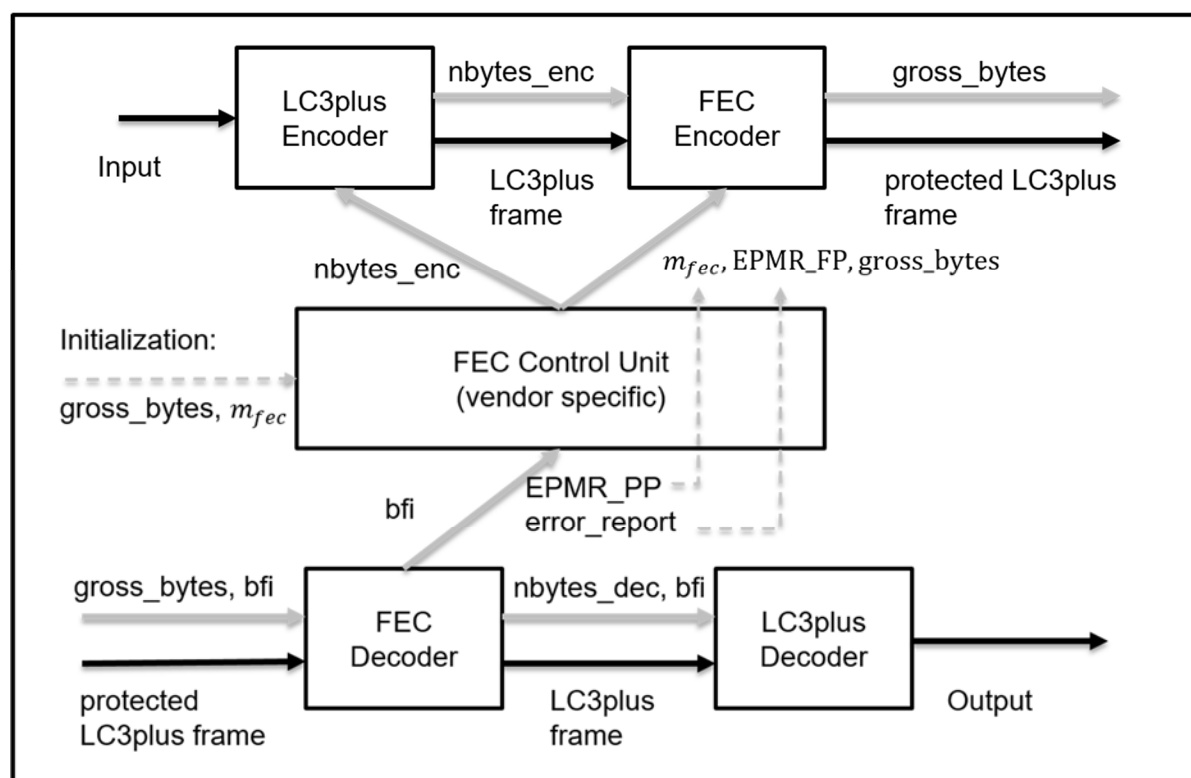 nbytes_enc
gross_bytes
LC3plus
Encoder
FEC
Encoder
Input
LC3plus
frame
protected LC3plus
frame
nbytes_enc
m_fec, EPMR_FP, gross_bytes
Initialization:
gross_bytes, m_fec
FEC Control Unit
(vendor specific)
bfi
EPMR_PP
error_report
gross_bytes, bfi
nbytes_dec, bfi
FEC
Decoder
LC3plus
Decoder
protected
LC3plus frame
LC3plus
frame
Output